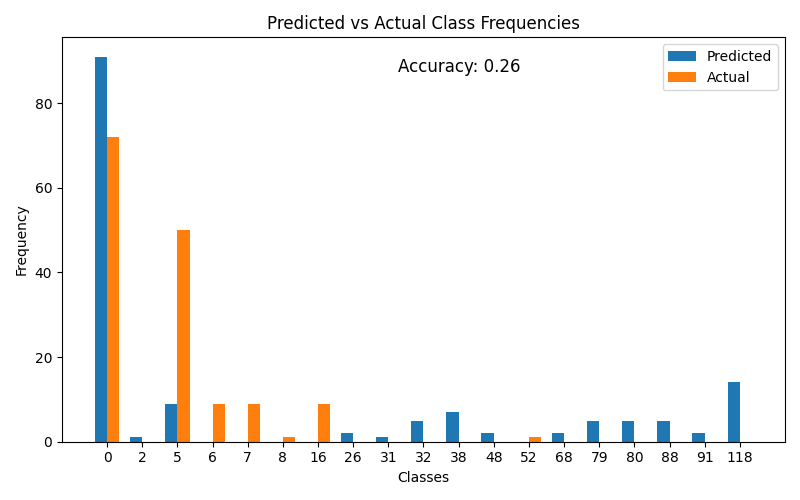 Predicted vs Actual Class Frequencies
Accuracy: 0.26
Predicted
Actual
Frequency
80
60
40
20
0
0 2 5 6 7 8 16 26 31 32 38 48 52 68 79 80 88 91 118
Classes